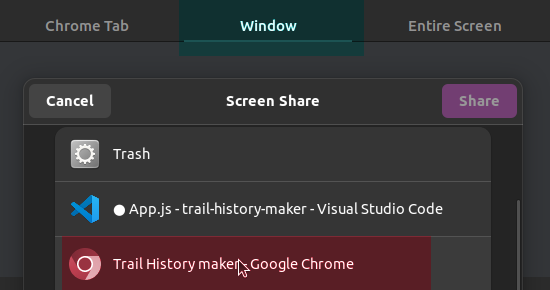 Chrome Tab Window Entire Screen
Cancel Screen Share Share
Trash
● App.js - trail-history-maker - Visual Studio Code
Trail History maker - Google Chrome